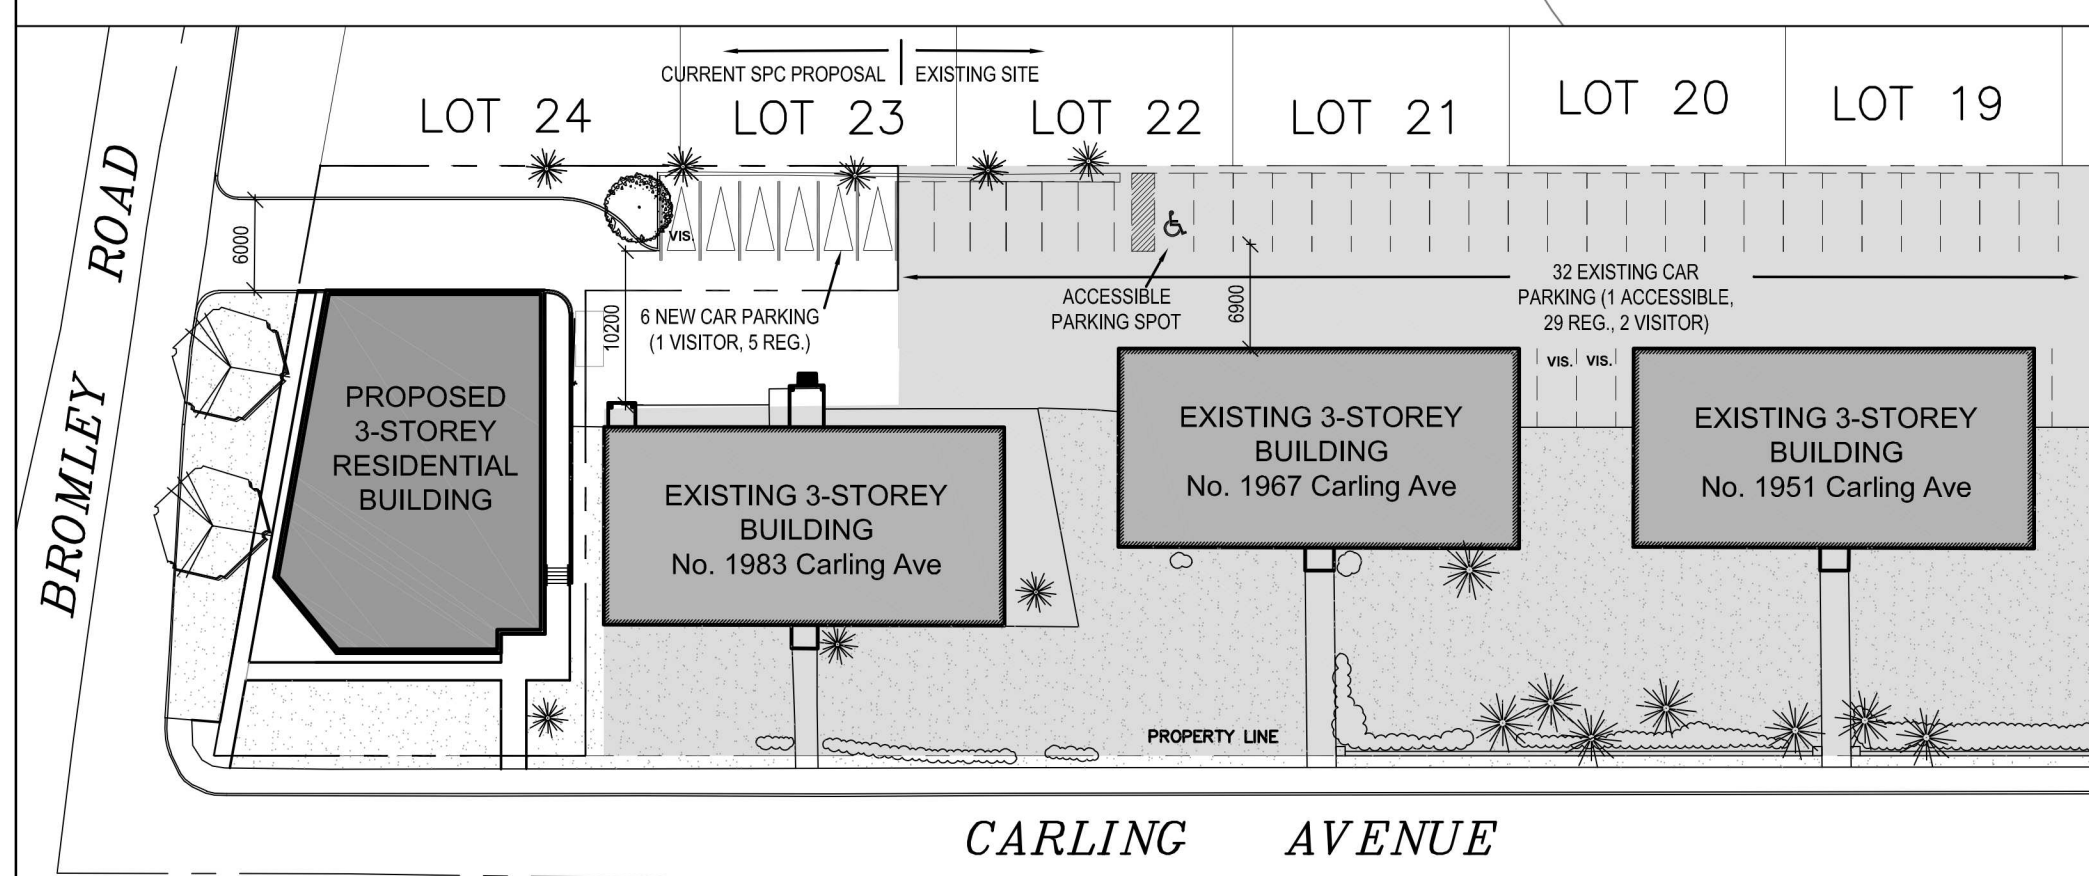 CURRENT SPC PROPOSAL
EXISTING SITE
LOT 24
LOT 23
LOT 22
LOT 21
LOT 20
LOT 19
BROMLEY ROAD
6000
VIS.
10200
6 NEW CAR PARKING
(1 VISITOR, 5 REG.)
ACCESSIBLE
PARKING SPOT
6900
32 EXISTING CAR
PARKING (1 ACCESSIBLE,
29 REG., 2 VISITOR)
VIS.
VIS.
PROPOSED
3-STOREY
RESIDENTIAL
BUILDING
EXISTING 3-STOREY
BUILDING
No. 1983 Carling Ave
EXISTING 3-STOREY
BUILDING
No. 1967 Carling Ave
EXISTING 3-STOREY
BUILDING
No. 1951 Carling Ave
PROPERTY LINE
CARLING AVENUE